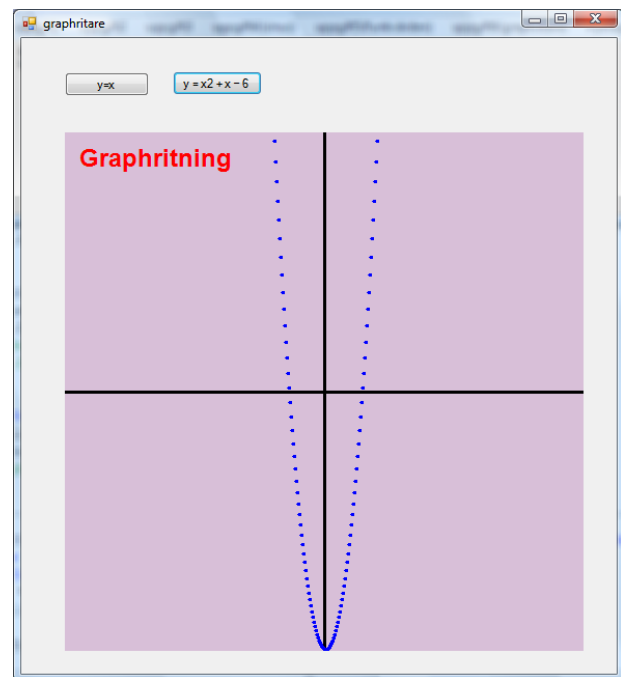 graphritare
y=x
y = x2 + x − 6
Graphritning